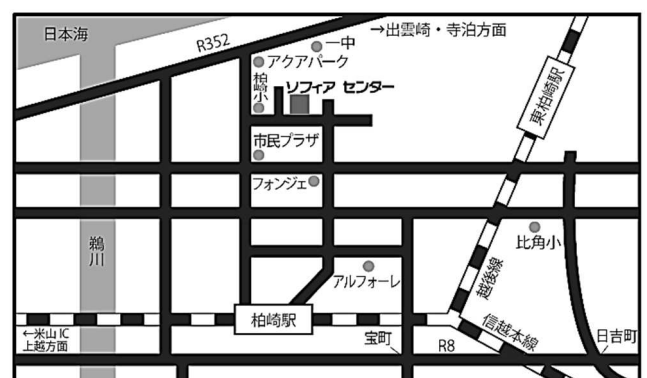 日本海
R352
一中
→出雲崎・寺泊方面
アクアパーク
柏崎小
ソフィア センター
東柏崎駅
市民プラザ
フォンジェ
鵜川
比角小
アルフォーレ
越後線
柏崎駅
信越本線
←米山IC
上越方面
宝町
R8
日吉町